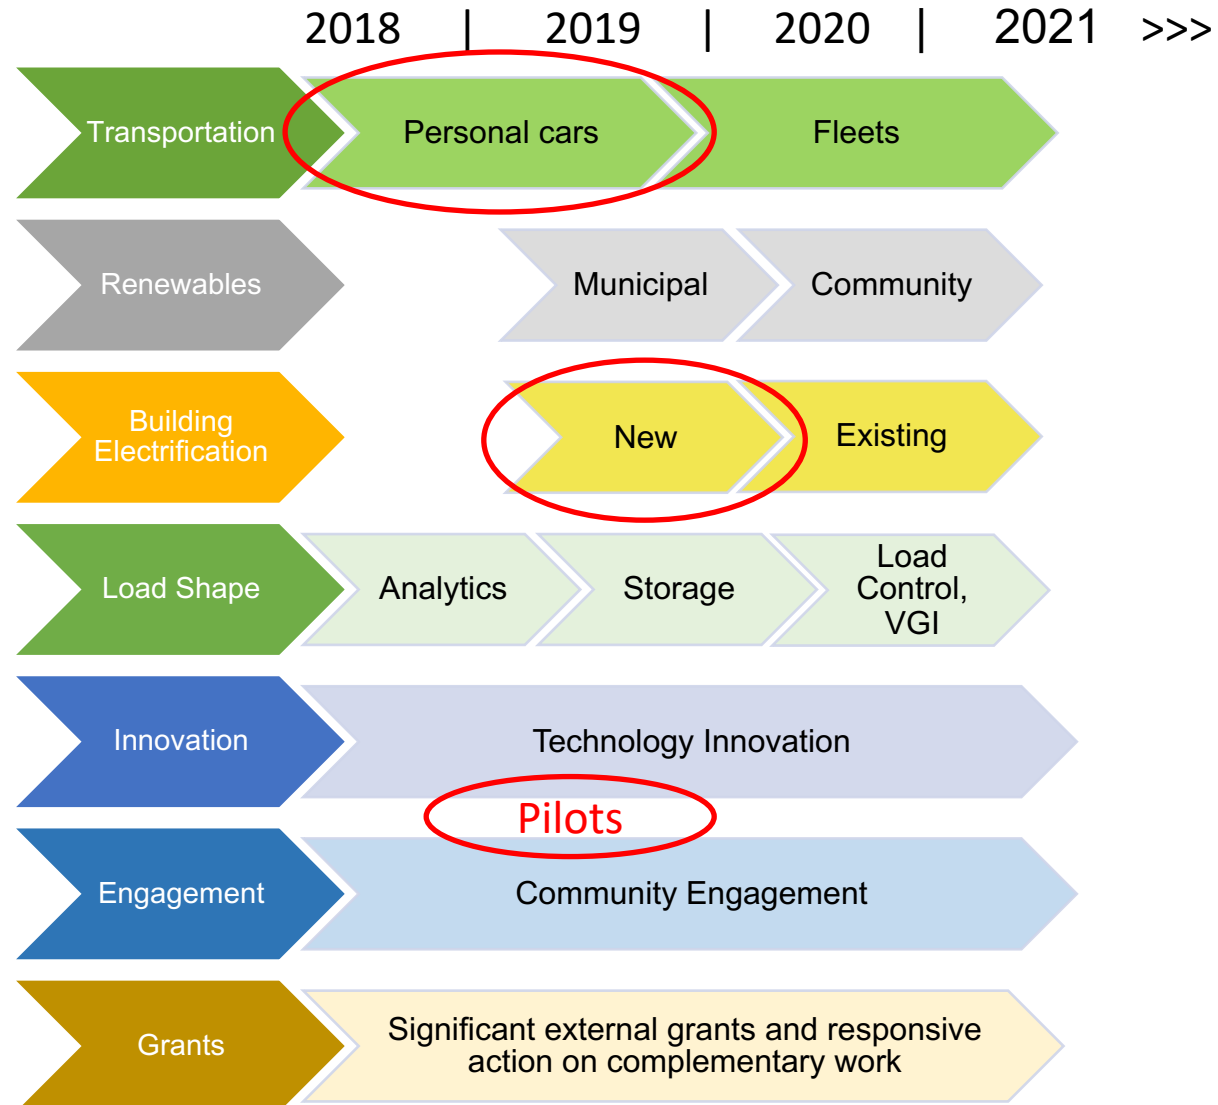 2018 | 2019 | 2020 | 2021 >>>
Transportation
Personal cars
Fleets
Renewables
Municipal
Community
Building
Electrification
New
Existing
Load Shape
Analytics
Storage
Load
Control,
VGI
Innovation
Technology Innovation
Pilots
Engagement
Community Engagement
Grants
Significant external grants and responsive
action on complementary work